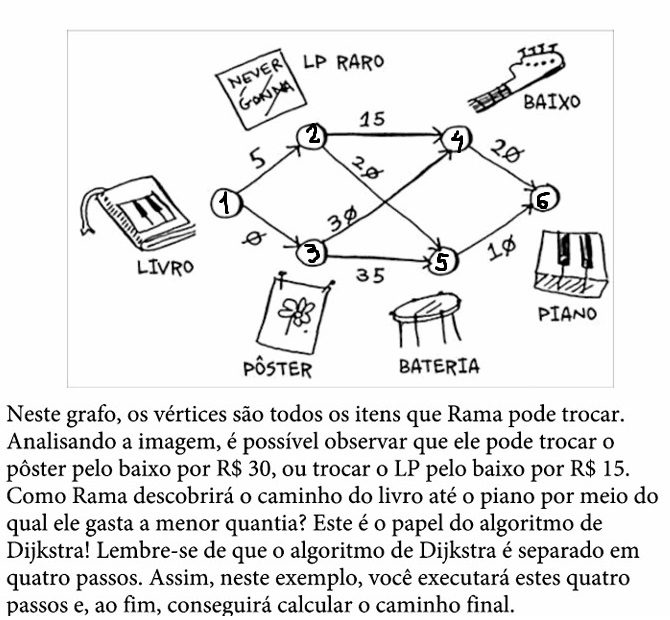 NEVER
GONNA
LP RARO
BAIXO
15
2
4
5
2Ø
2Ø
1
6
LIVRO
Ø
3Ø
3
5
1Ø
35
PÔSTER
BATERIA
PIANO
Neste grafo, os vértices são todos os itens que Rama pode trocar.
Analisando a imagem, é possível observar que ele pode trocar o
pôster pelo baixo por R$ 30, ou trocar o LP pelo baixo por R$ 15.
Como Rama descobrirá o caminho do livro até o piano por meio do
qual ele gasta a menor quantia? Este é o papel do algoritmo de
Dijkstra! Lembre-se de que o algoritmo de Dijkstra é separado em
quatro passos. Assim, neste exemplo, você executará estes quatro
passos e, ao fim, conseguirá calcular o caminho final.